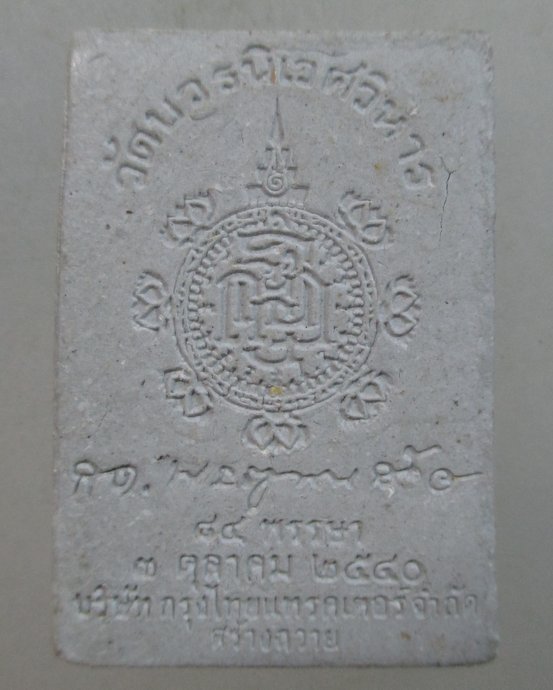 วัดบวรนิเวศวิหาร
๘๔ พรรษา
๓ ตุลาคม ๒๕๔๐
บริษัท กรุงไทยแทรคเตอร์ จำกัด
สร้างถวาย